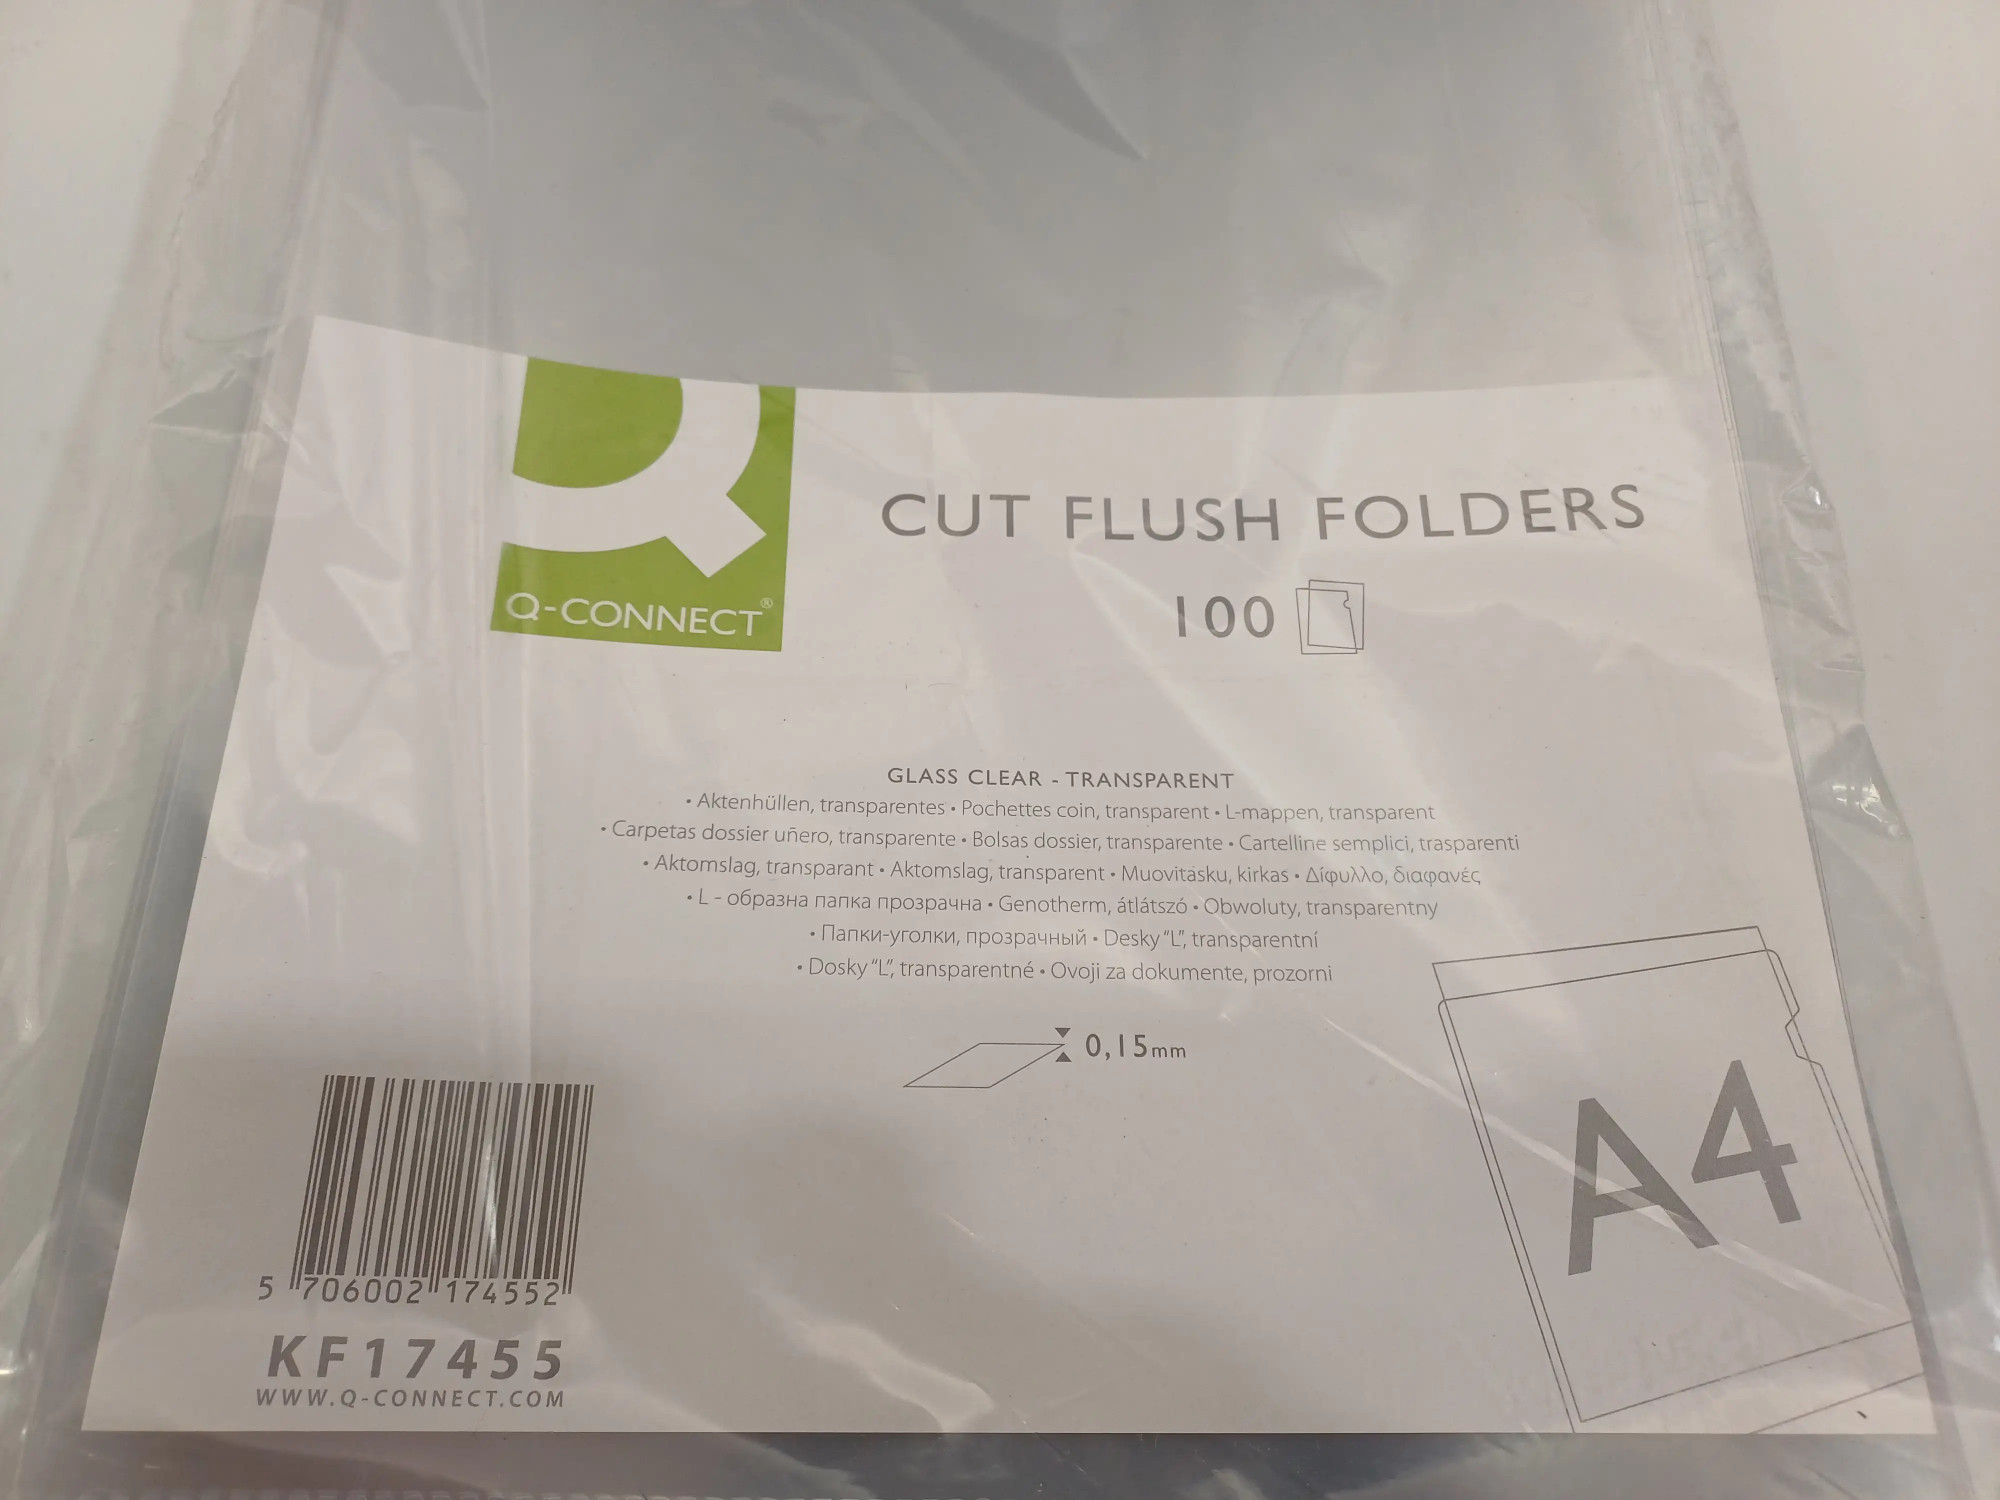 Q-CONNECT®
CUT FLUSH FOLDERS
100
GLASS CLEAR - TRANSPARENT
• Aktenhüllen, transparentes • Pochettes coin, transparent • L-mappen, transparent
• Carpetas dossier uñero, transparente • Bolsas dossier, transparente • Cartelline semplici, trasparenti
• Aktomslag, transparant • Aktomslag, transparent • Muovitasku, kirkas • Δίφυλλο, διαφανές
• L - образна папка прозрачна • Genotherm, átlátszó • Obwoluty, transparentny
• Папки-уголки, прозрачный • Desky “L”, transparentní
• Dosky “L”, transparentné • Ovoji za dokumente, prozorni
0,15mm
A4
5 706002 174552
KF17455
WWW.Q-CONNECT.COM